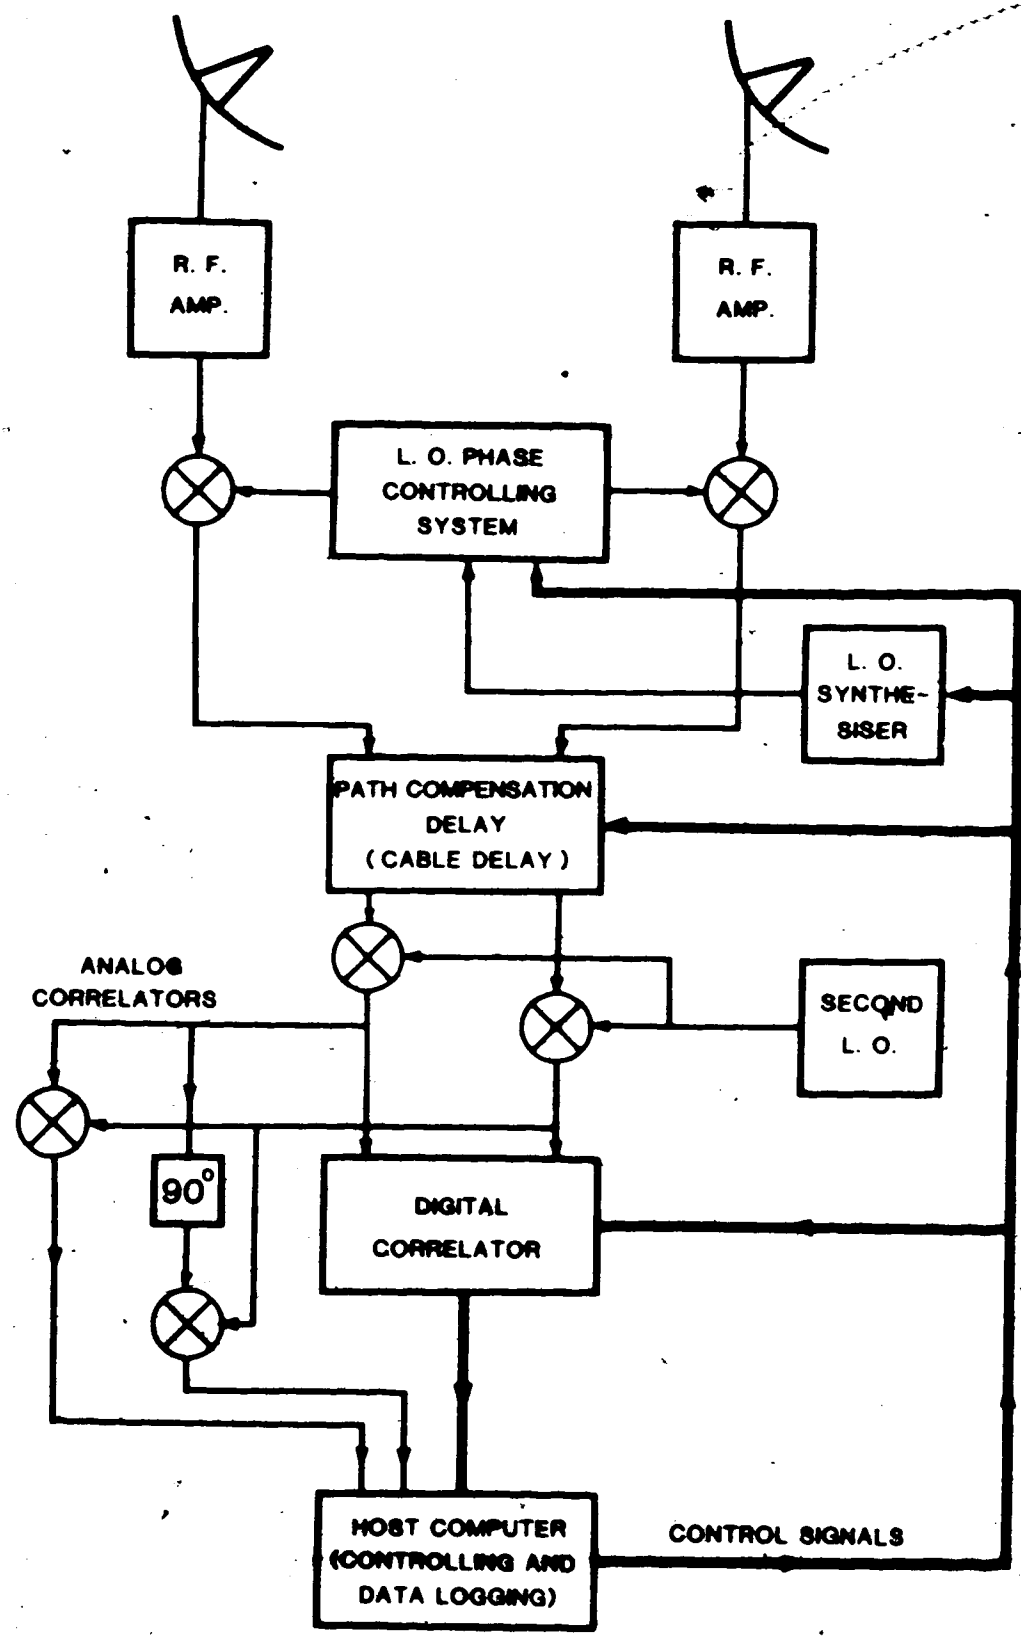 R. F.
AMP.
R. F.
AMP.
L. O. PHASE
CONTROLLING
SYSTEM
L. O.
SYNTHE-
SISER
PATH COMPENSATION
DELAY
(CABLE DELAY)
ANALOG
CORRELATORS
SECOND
L. O.
90°
DIGITAL
CORRELATOR
HOST COMPUTER
(CONTROLLING AND
DATA LOGGING)
CONTROL SIGNALS